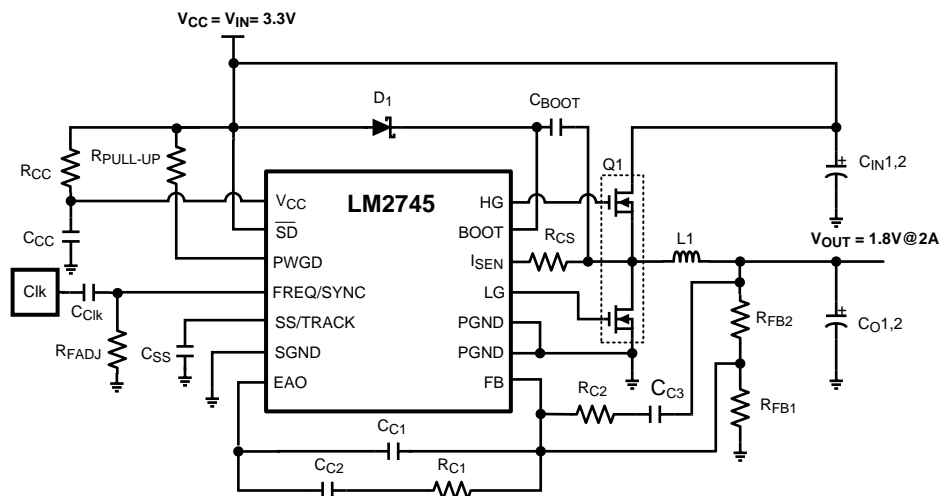 VCC = VIN= 3.3V
D1
CBOOT
RCC
RPULL-UP
Q1
CIN1,2
LM2745
VCC
HG
SD
BOOT
RCS
L1
VOUT = 1.8V@2A
CCC
PWGD
ISEN
Clk
FREQ/SYNC
LG
CClk
SS/TRACK
PGND
RFB2
CO1,2
RFADJ
CSS
SGND
PGND
EAO
FB
RC2
CC3
RFB1
CC1
CC2
RC1